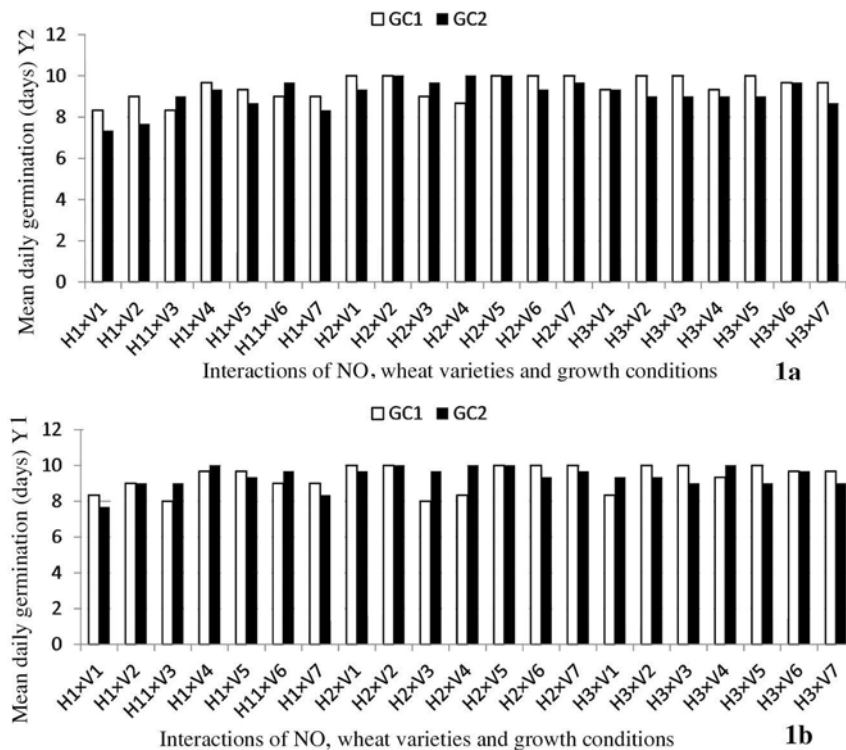 GC1 GC2
Mean daily germination (days) Y2
12
10
8
6
4
2
0
H1×V1 H1×V2 H11×V3 H1×V4 H1×V5 H11×V6 H1×V7 H2×V1 H2×V2 H2×V3 H2×V4 H2×V5 H2×V6 H2×V7 H3×V1 H3×V2 H3×V3 H3×V4 H3×V5 H3×V6 H3×V7
Interactions of NO, wheat varieties and growth conditions 1a
GC1 GC2
Mean daily germination (days) Y1
12
10
8
6
4
2
0
H1×V1 H1×V2 H11×V3 H1×V4 H1×V5 H11×V6 H1×V7 H2×V1 H2×V2 H2×V3 H2×V4 H2×V5 H2×V6 H2×V7 H3×V1 H3×V2 H3×V3 H3×V4 H3×V5 H3×V6 H3×V7
Interactions of NO, wheat varieties and growth conditions 1b